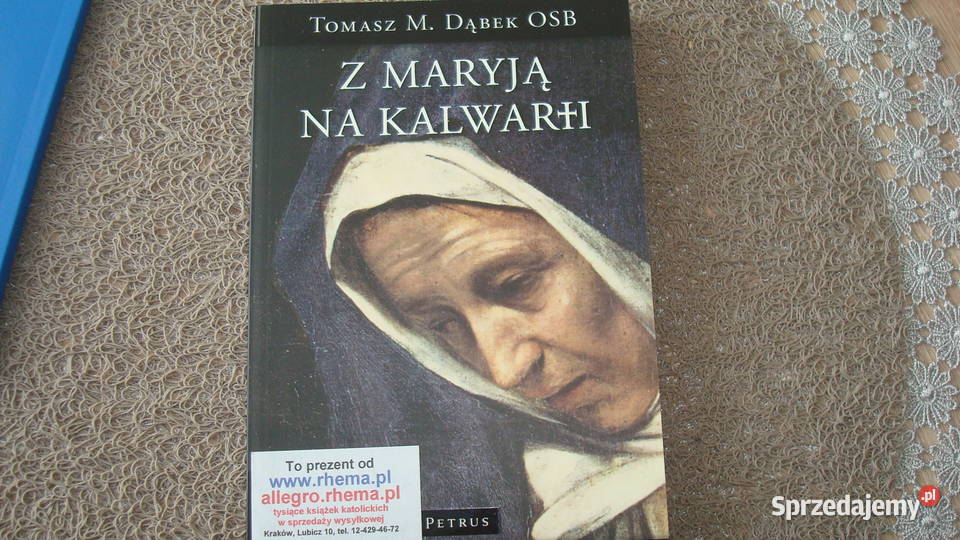 Tomasz M. Dąbek OSB
Z MARYJĄ
NA KALWARII
To prezent od
www.rhema.pl
allegro.rhema.pl
tysiące książek katolickich
w sprzedaży wysyłkowej
Kraków, Lubicz 10, tel. 12-429-46-72
Petrus
Sprzedajemy.pl